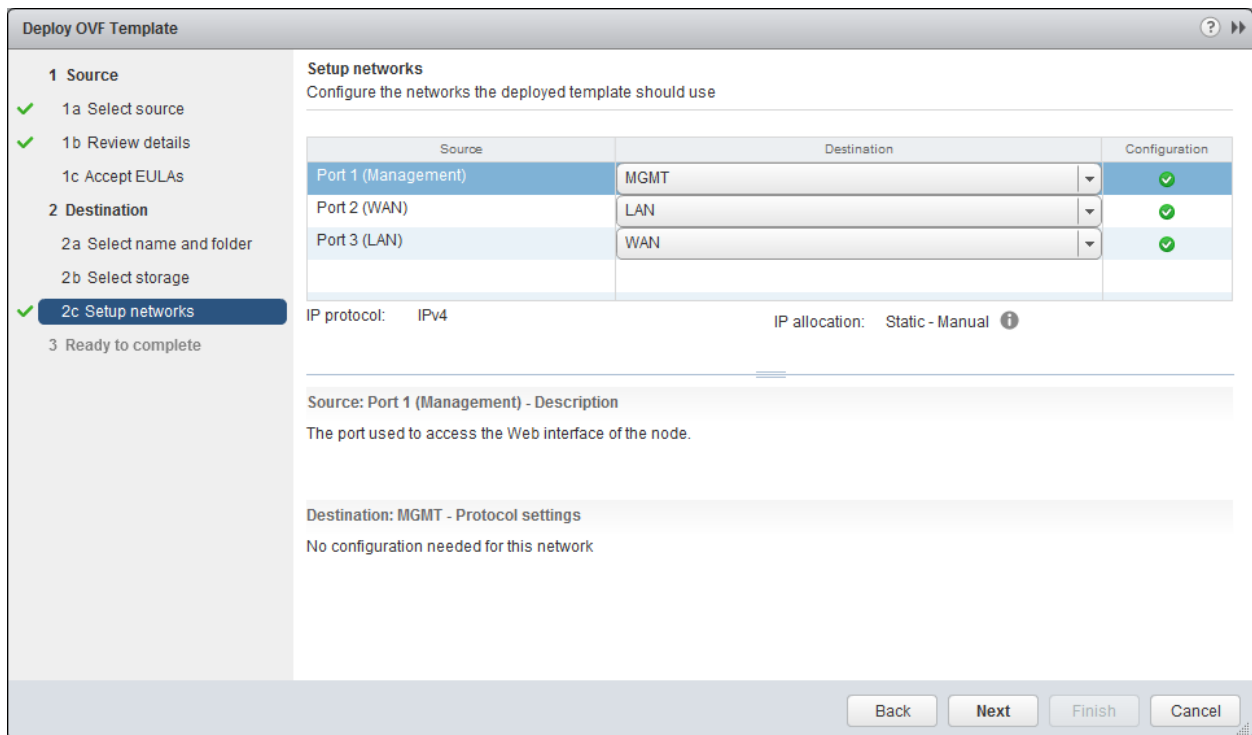 Deploy OVF Template
1 Source
1a Select source
1b Review details
1c Accept EULAs
2 Destination
2a Select name and folder
2b Select storage
2c Setup networks
3 Ready to complete
Setup networks
Configure the networks the deployed template should use
Source Destination Configuration
Port 1 (Management) MGMT
Port 2 (WAN) LAN
Port 3 (LAN) WAN
IP protocol: IPv4 IP allocation: Static - Manual
Source: Port 1 (Management) - Description
The port used to access the Web interface of the node.
Destination: MGMT - Protocol settings
No configuration needed for this network
Back Next Finish Cancel